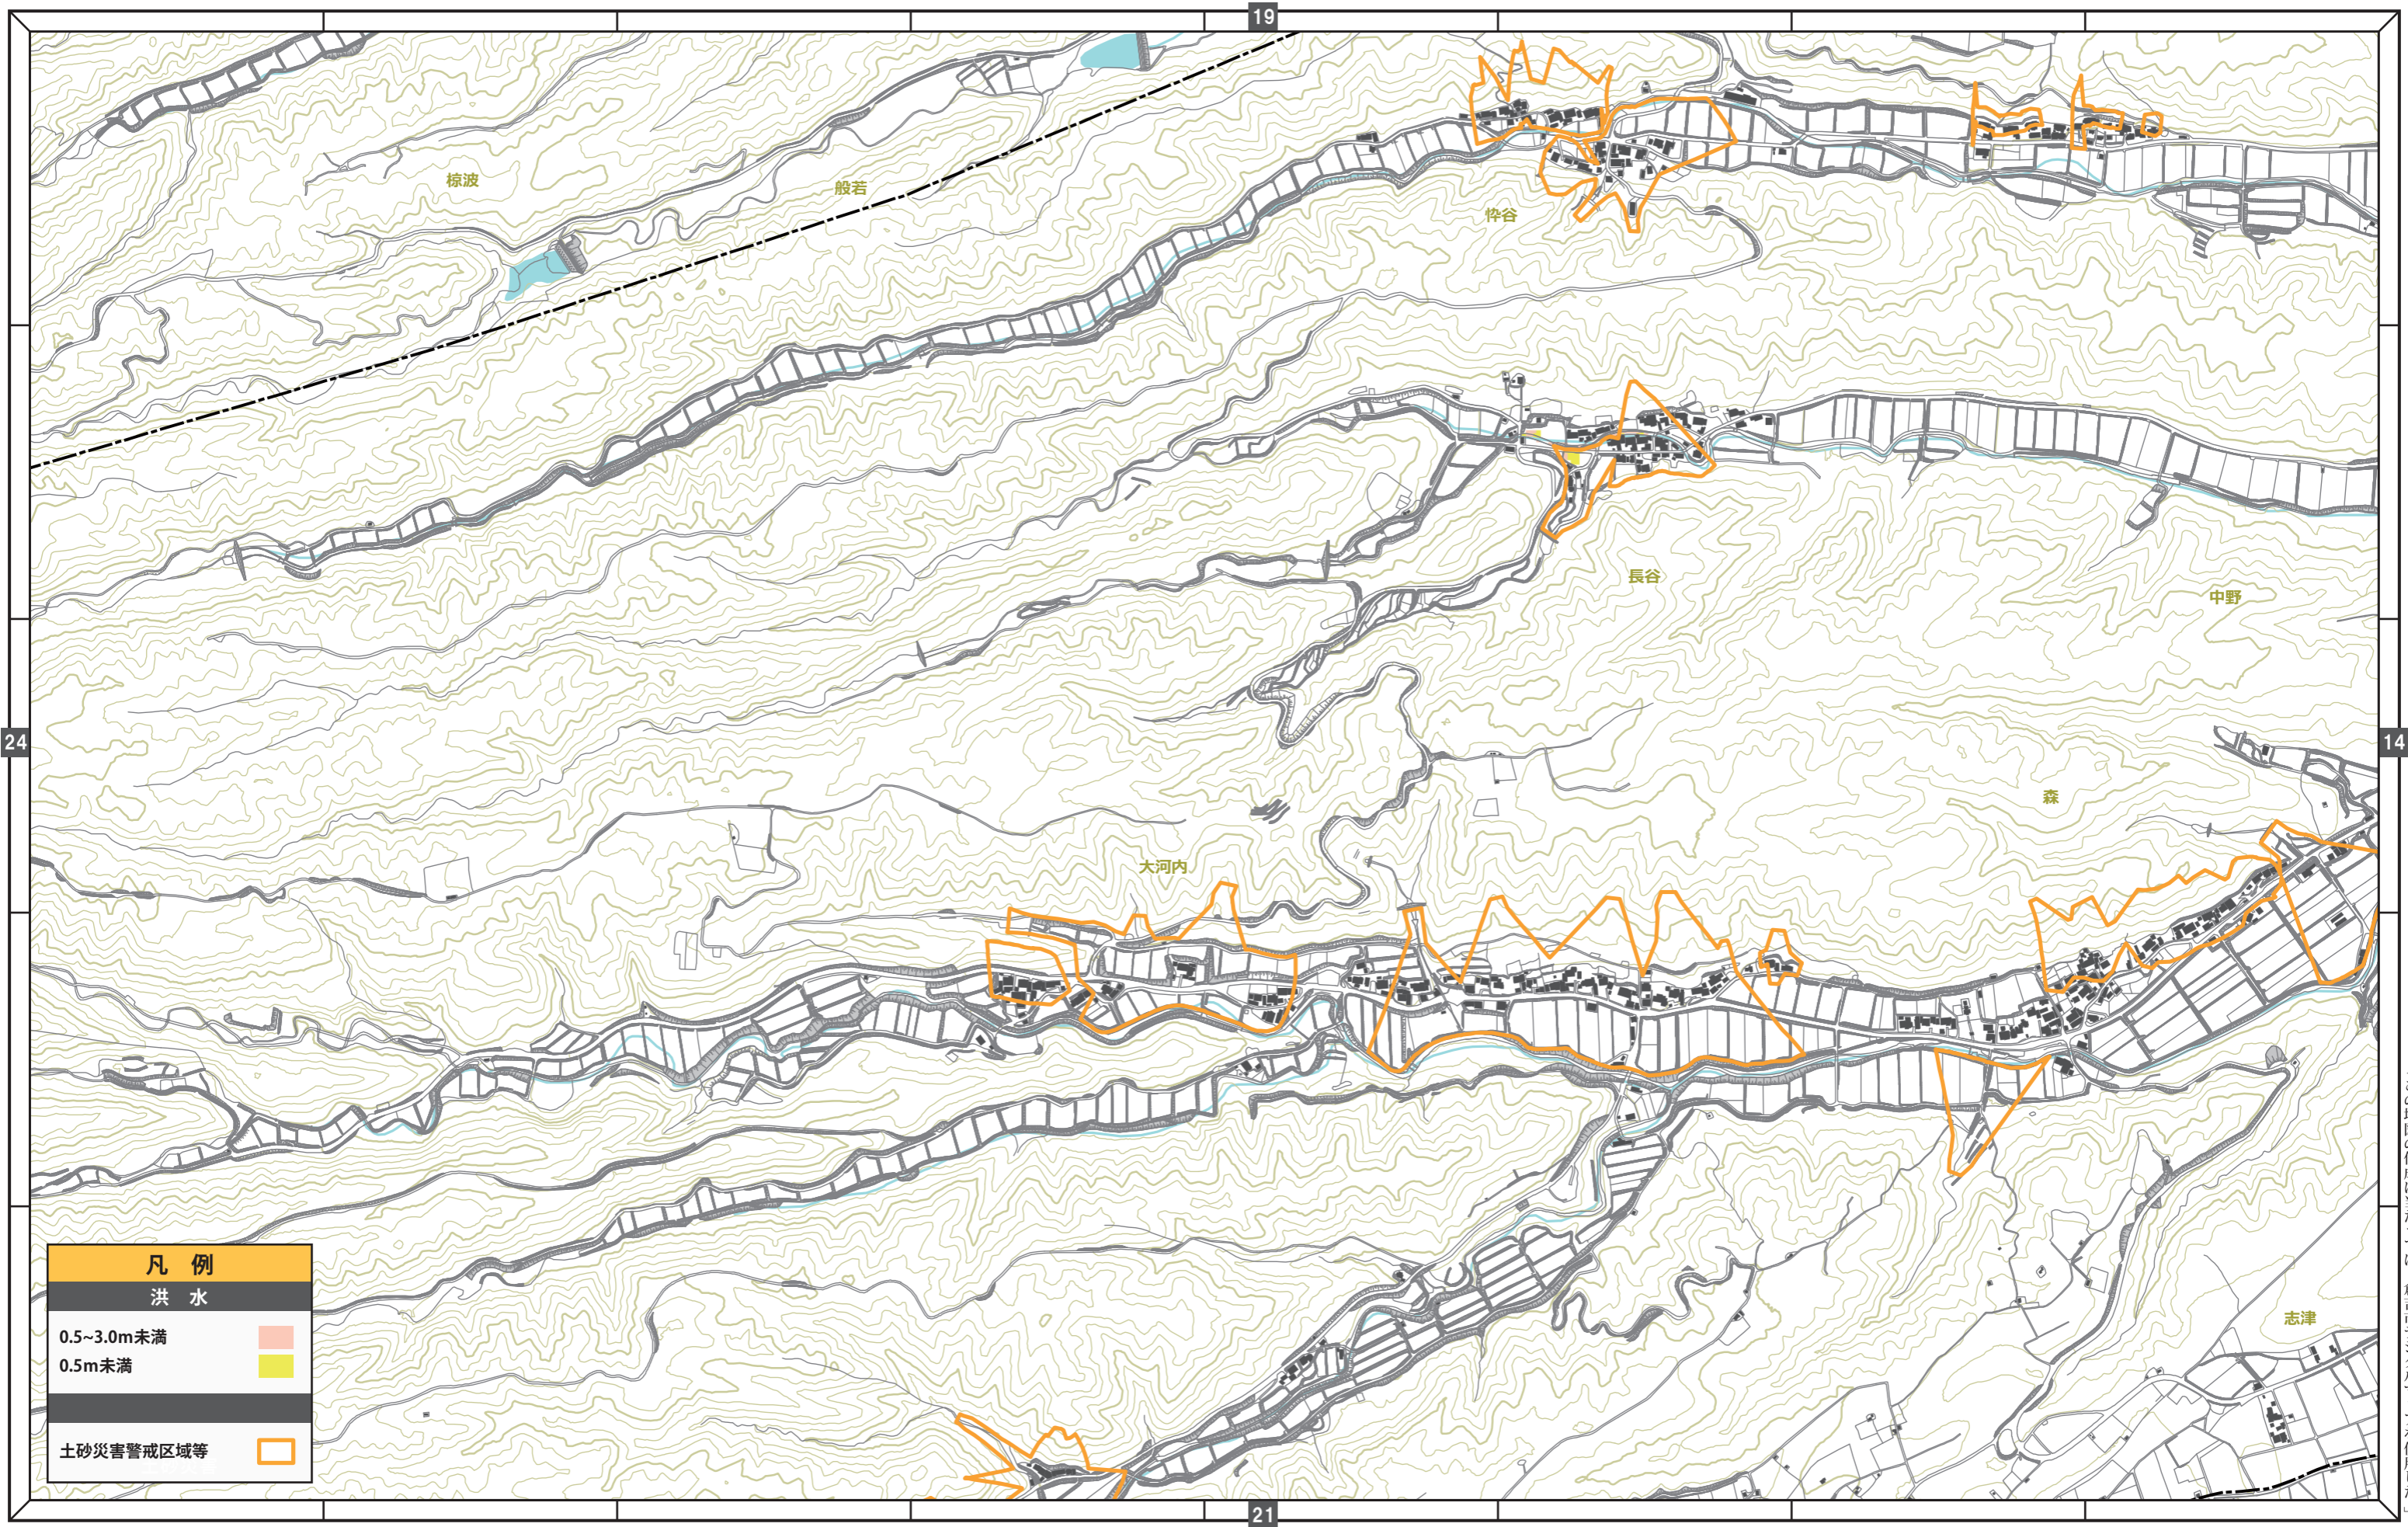 19
椋波
般若
忰谷
長谷
中野
24
14
森
大河内
凡 例
洪 水
0.5~3.0m未満
0.5m未満
土砂災害警戒区域等
志津
21